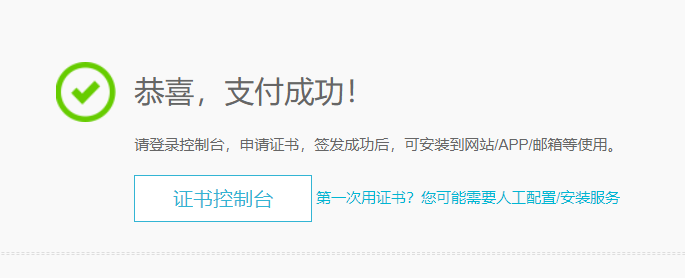 恭喜，支付成功！
请登录控制台，申请证书，签发成功后，可安装到网站/APP/邮箱等使用。
证书控制台 第一次用证书？您可能需要人工配置/安装服务